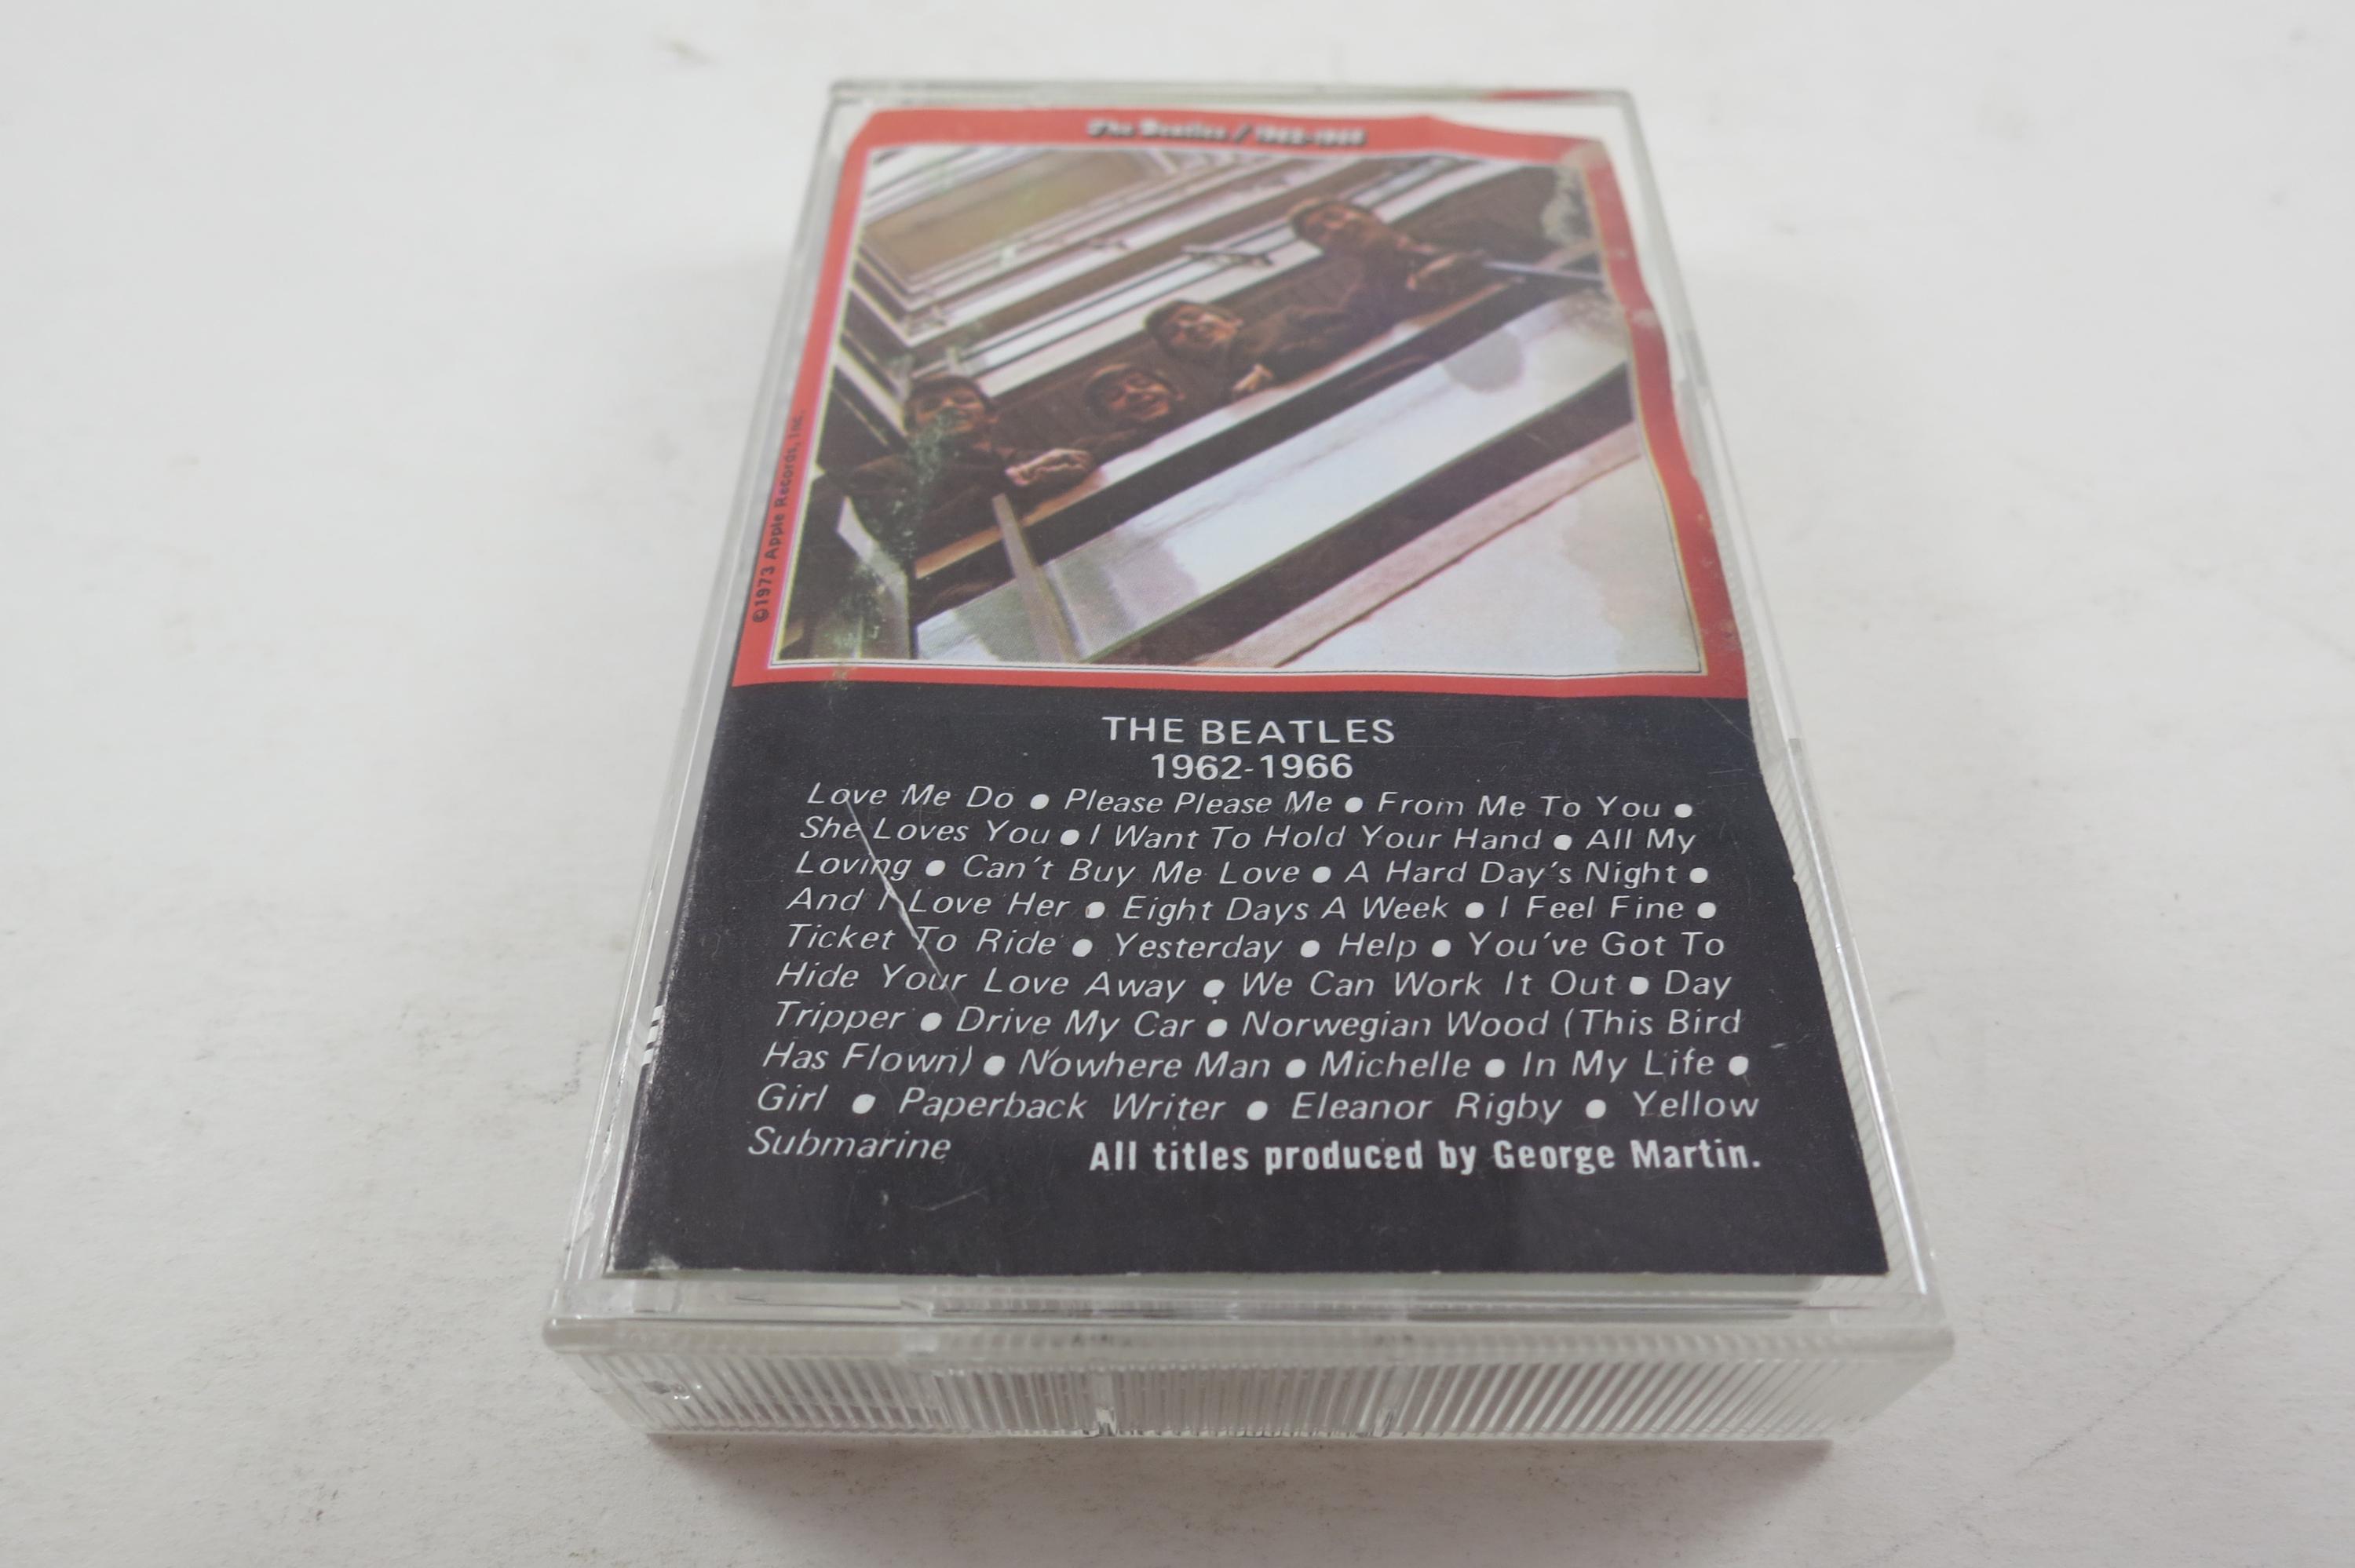 The Beatles / 1962-1966
©1973 Apple Records, Inc.
THE BEATLES
1962-1966
Love Me Do ● Please Please Me ● From Me To You ●
She Loves You ● I Want To Hold Your Hand ● All My
Loving ● Can't Buy Me Love ● A Hard Day's Night ●
And I Love Her ● Eight Days A Week ● I Feel Fine ●
Ticket To Ride ● Yesterday ● Help ● You've Got To
Hide Your Love Away ● We Can Work It Out ● Day
Tripper ● Drive My Car ● Norwegian Wood (This Bird
Has Flown) ● Nowhere Man ● Michelle ● In My Life ●
Girl ● Paperback Writer ● Eleanor Rigby ● Yellow
Submarine All titles produced by George Martin.